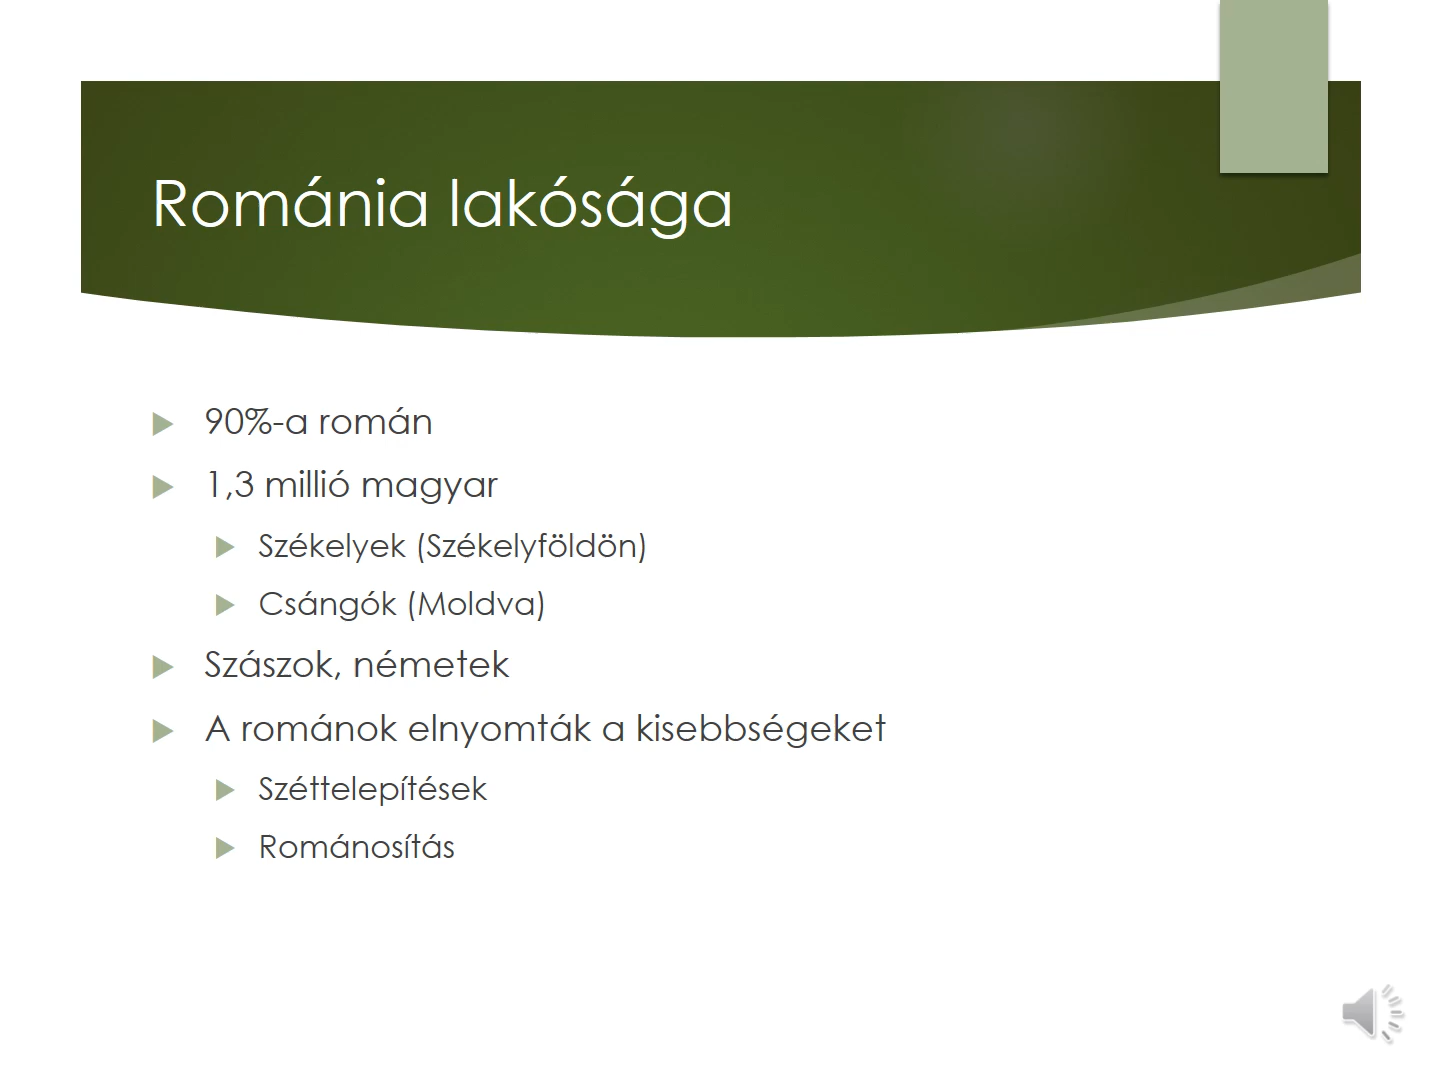 Románia lakósága
90%-a román
1,3 millió magyar
Székelyek (Székelyföldön)
Csángók (Moldva)
Szászok, németek
A románok elnyomták a kisebbségeket
Széttelepítések
Románosítás